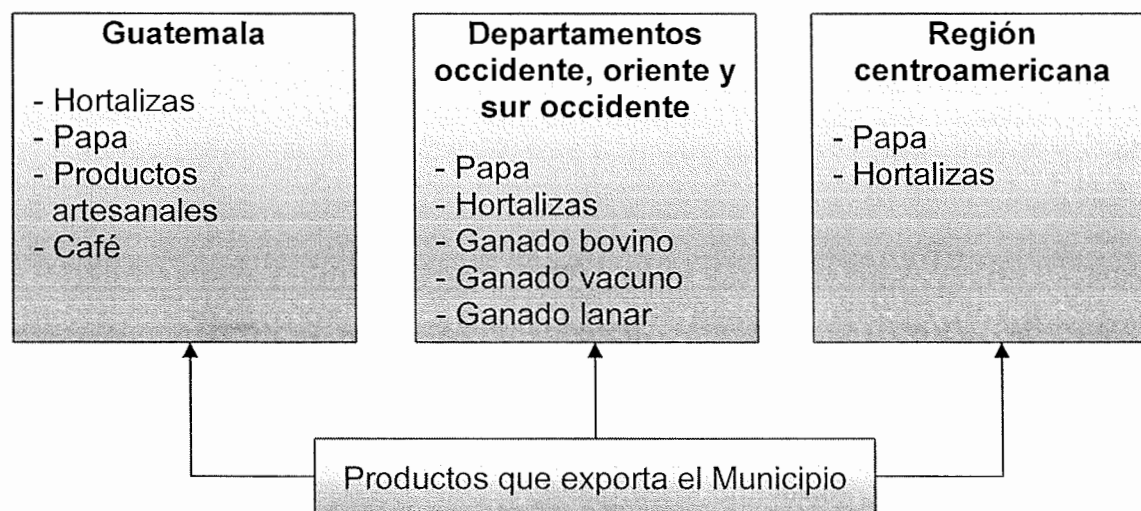 Guatemala
- Hortalizas
- Papa
- Productos
artesanales
- Café
Departamentos
occidente, oriente y
sur occidente
- Papa
- Hortalizas
- Ganado bovino
- Ganado vacuno
- Ganado lanar
Región
centroamericana
- Papa
- Hortalizas
Productos que exporta el Municipio